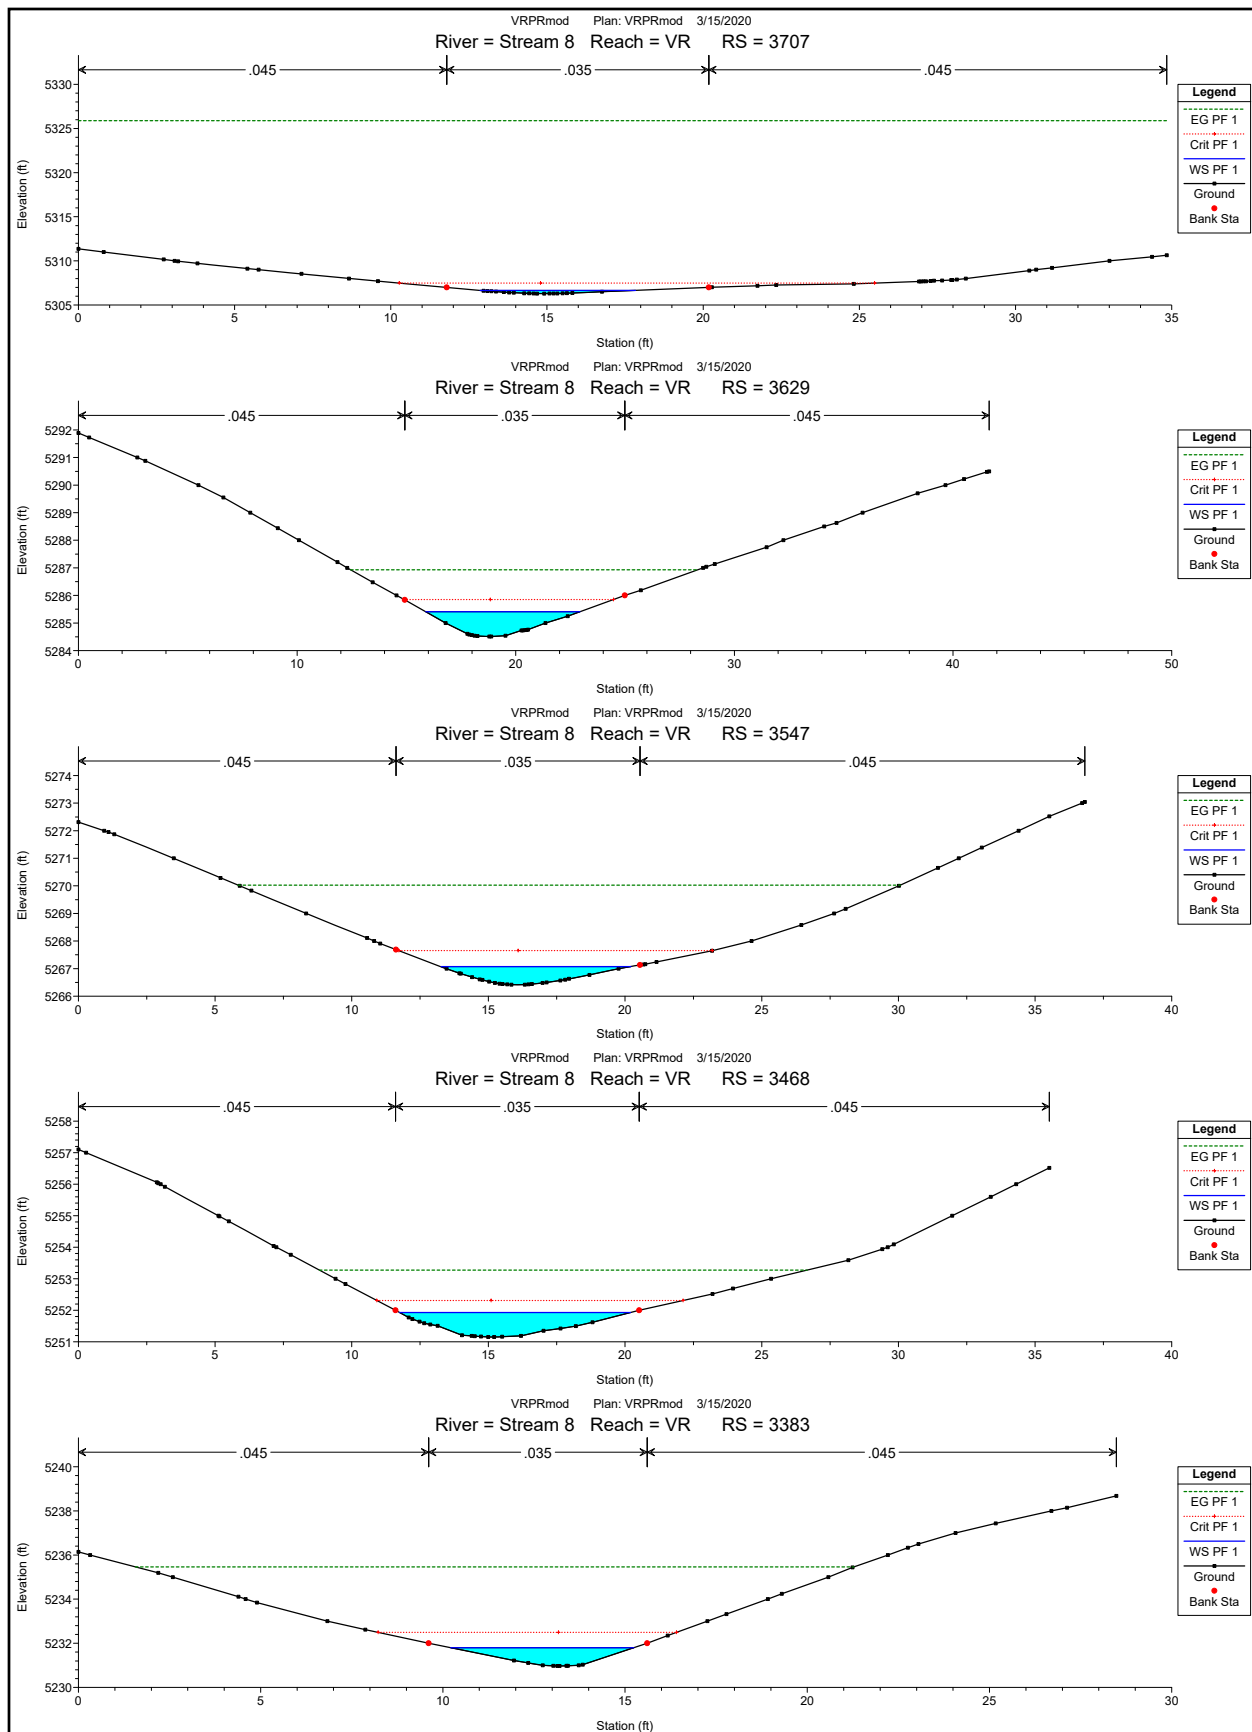 VRPRmod Plan: VRPRmod 3/15/2020
River = Stream 8 Reach = VR RS = 3707
.045 .035 .045
5330
5325
5320
5315
5310
5305
Elevation (ft)
0 5 10 15 20 25 30 35
Station (ft)
Legend
EG PF 1
Crit PF 1
WS PF 1
Ground
Bank Sta
VRPRmod Plan: VRPRmod 3/15/2020
River = Stream 8 Reach = VR RS = 3629
.045 .035 .045
5292
5291
5290
5289
5288
5287
5286
5285
5284
Elevation (ft)
0 10 20 30 40 50
Station (ft)
Legend
EG PF 1
Crit PF 1
WS PF 1
Ground
Bank Sta
VRPRmod Plan: VRPRmod 3/15/2020
River = Stream 8 Reach = VR RS = 3547
.045 .035 .045
5274
5273
5272
5271
5270
5269
5268
5267
5266
Elevation (ft)
0 5 10 15 20 25 30 35 40
Station (ft)
Legend
EG PF 1
Crit PF 1
WS PF 1
Ground
Bank Sta
VRPRmod Plan: VRPRmod 3/15/2020
River = Stream 8 Reach = VR RS = 3468
.045 .035 .045
5258
5257
5256
5255
5254
5253
5252
5251
Elevation (ft)
0 5 10 15 20 25 30 35 40
Station (ft)
Legend
EG PF 1
Crit PF 1
WS PF 1
Ground
Bank Sta
VRPRmod Plan: VRPRmod 3/15/2020
River = Stream 8 Reach = VR RS = 3383
.045 .035 .045
5240
5238
5236
5234
5232
5230
Elevation (ft)
0 5 10 15 20 25 30
Station (ft)
Legend
EG PF 1
Crit PF 1
WS PF 1
Ground
Bank Sta